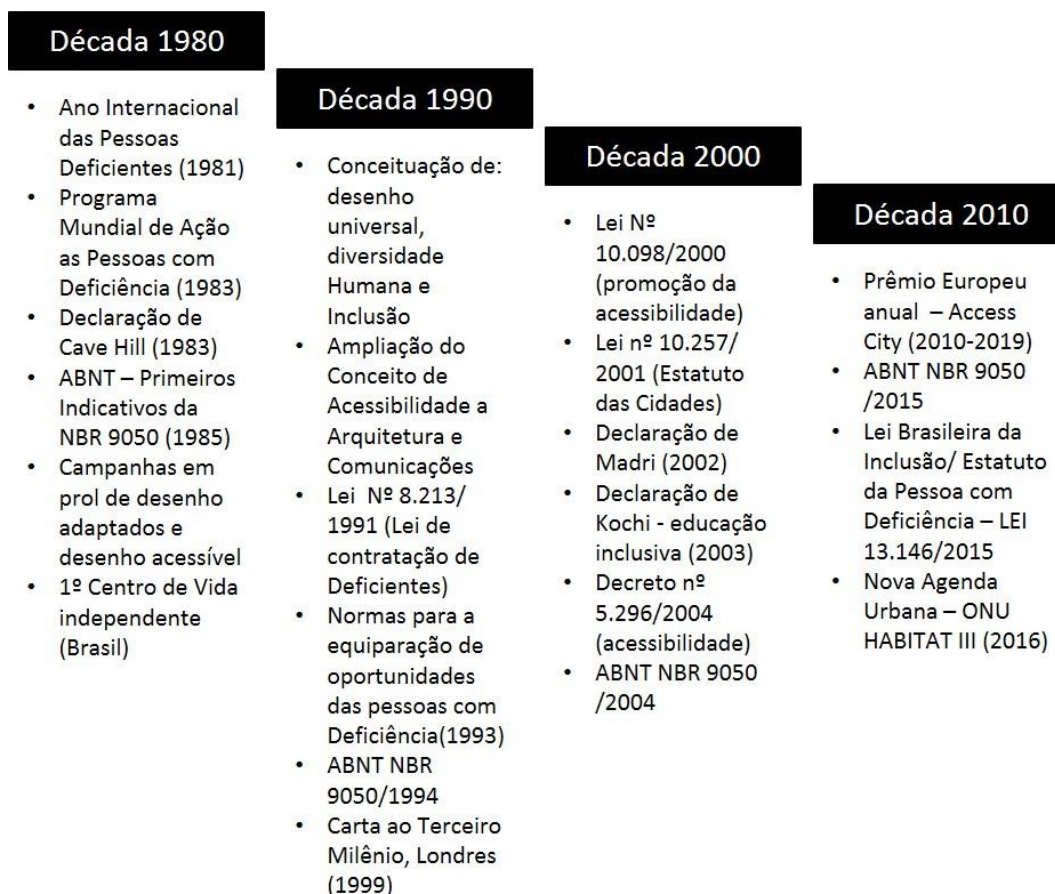 Década 1980
• Ano Internacional
das Pessoas
Deficientes (1981)
• Programa
Mundial de Ação
as Pessoas com
Deficiência (1983)
• Declaração de
Cave Hill (1983)
• ABNT – Primeiros
Indicativos da
NBR 9050 (1985)
• Campanhas em
prol de desenho
adaptados e
desenho acessível
• 1º Centro de Vida
independente
(Brasil)
Década 1990
• Conceituação de:
desenho
universal,
diversidade
Humana e
Inclusão
• Ampliação do
Conceito de
Acessibilidade a
Arquitetura e
Comunicações
• Lei Nº 8.213/
1991 (Lei de
contratação de
Deficientes)
• Normas para a
equiparação de
oportunidades
das pessoas com
Deficiência(1993)
• ABNT NBR
9050/1994
• Carta ao Terceiro
Milênio, Londres
(1999)
Década 2000
• Lei Nº
10.098/2000
(promoção da
acessibilidade)
• Lei nº 10.257/
2001 (Estatuto
das Cidades)
• Declaração de
Madri (2002)
• Declaração de
Kochi - educação
inclusiva (2003)
• Decreto nº
5.296/2004
(acessibilidade)
• ABNT NBR 9050
/2004
Década 2010
• Prêmio Europeu
anual – Access
City (2010-2019)
• ABNT NBR 9050
/2015
• Lei Brasileira da
Inclusão/ Estatuto
da Pessoa com
Deficiência – LEI
13.146/2015
• Nova Agenda
Urbana – ONU
HABITAT III (2016)